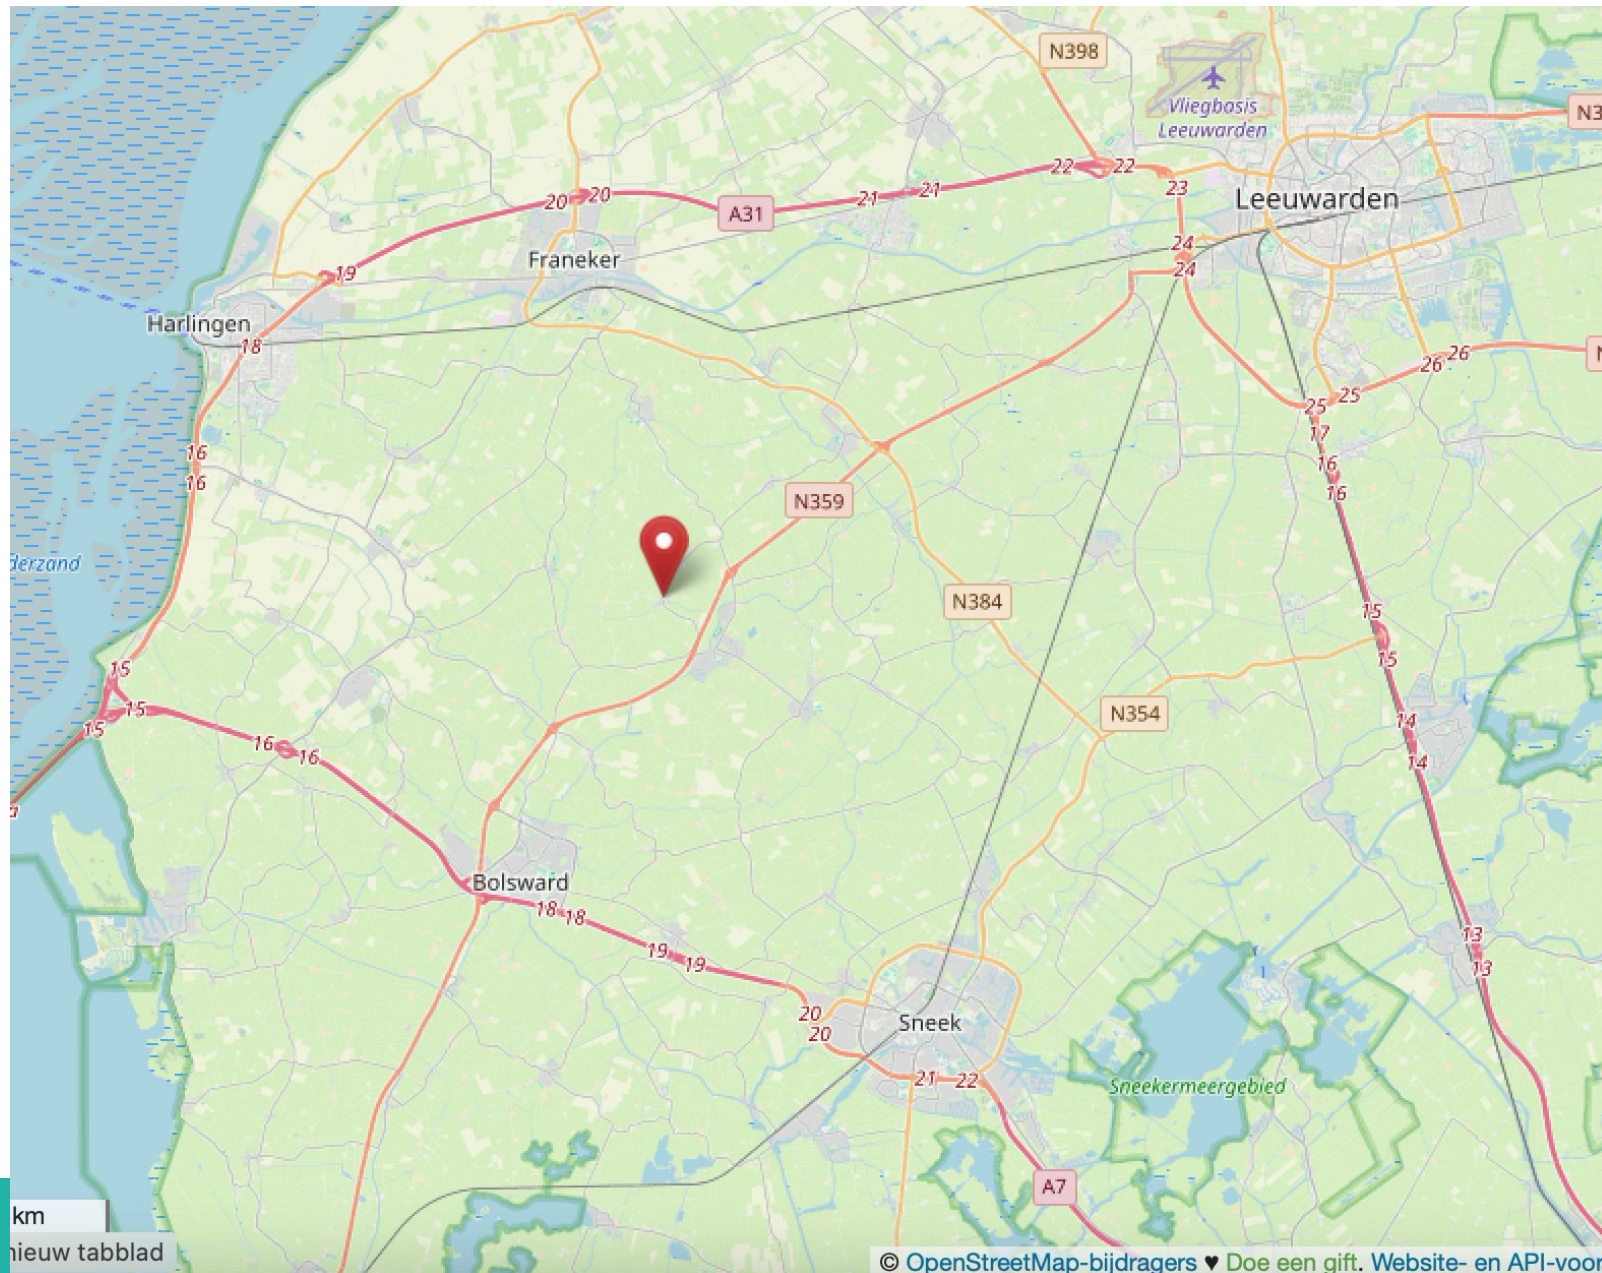 N398
Vliegbasis
Leeuwarden
N3
22
22
23
20
20
21
21
A31
Leeuwarden
24
24
Franeker
19
Harlingen
18
26
26
25
25
17
16
16
16
16
N359
derzand
N384
15
15
15
15
15
N354
14
14
16
16
Bolsward
18
18
19
19
13
13
20
20
Sneek
21
22
Sneekermeergebied
A7
km
nieuw tabblad
© OpenStreetMap-bijdragers ♥ Doe een gift. Website- en API-voor